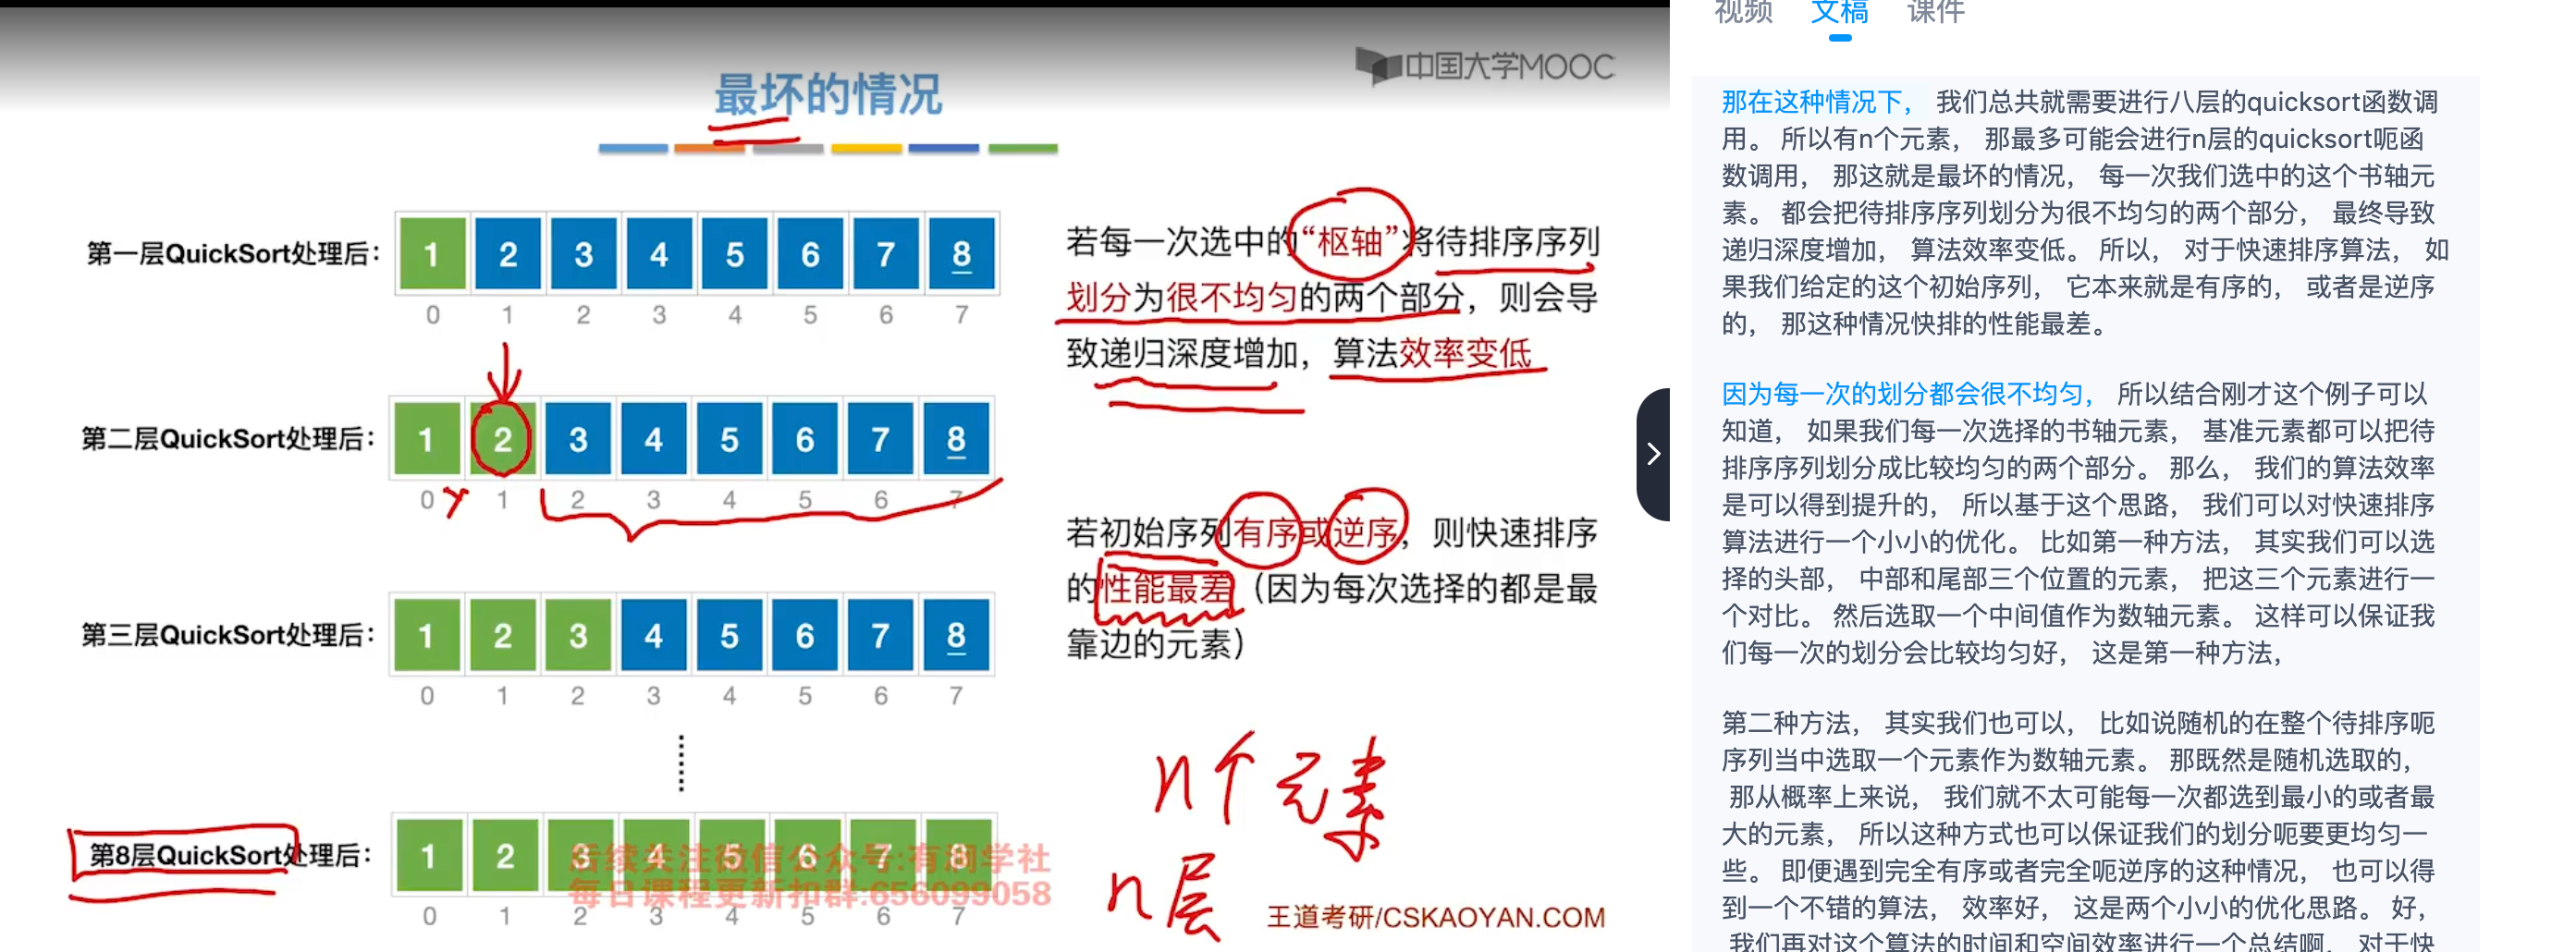 中国大学MOOC
最坏的情况
第一层QuickSort处理后：
1 2 3 4 5 6 7 8
0 1 2 3 4 5 6 7
第二层QuickSort处理后：
1 2 3 4 5 6 7 8
0 1 2 3 4 5 6 7
第三层QuickSort处理后：
1 2 3 4 5 6 7 8
0 1 2 3 4 5 6 7
第8层QuickSort处理后：
1 2 3 4 5 6 7 8
0 1 2 3 4 5 6 7
后续关注微信公众号:有润学社
每日课程更新扣群:656099058
若每一次选中的“枢轴”将待排序序列
划分为很不均匀的两个部分，则会导
致递归深度增加，算法效率变低
若初始序列有序或逆序，则快速排序
的性能最差（因为每次选择的都是最
靠边的元素）
n个元素
n层
王道考研/CSKAOYAN.COM
视频 文稿 课件
那在这种情况下， 我们总共就需要进行八层的quicksort函数调
用。 所以有n个元素， 那最多可能会进行n层的quicksort呃函
数调用， 那这就是最坏的情况， 每一次我们选中的这个书轴元
素。 都会把待排序序列划分为很不均匀的两个部分， 最终导致
递归深度增加， 算法效率变低。 所以， 对于快速排序算法， 如
果我们给定的这个初始序列， 它本来就是有序的， 或者是逆序
的， 那这种情况快排的性能最差。
因为每一次的划分都会很不均匀， 所以结合刚才这个例子可以
知道， 如果我们每一次选择的书轴元素， 基准元素都可以把待
排序序列划分成比较均匀的两个部分。 那么， 我们的算法效率
是可以得到提升的， 所以基于这个思路， 我们可以对快速排序
算法进行一个小小的优化。 比如第一种方法， 其实我们可以选
择的头部， 中部和尾部三个位置的元素， 把这三个元素进行一
个对比。 然后选取一个中间值作为数轴元素。 这样可以保证我
们每一次的划分会比较均匀好， 这是第一种方法，
第二种方法， 其实我们也可以， 比如说随机的在整个待排序呃
序列当中选取一个元素作为数轴元素。 那既然是随机选取的，
那从概率上来说， 我们就不太可能每一次都选到最小的或者最
大的元素， 所以这种方式也可以保证我们的划分呃要更均匀一
些。 即便遇到完全有序或者完全呃逆序的这种情况， 也可以得
到一个不错的算法， 效率好， 这是两个小小的优化思路。 好，
我们再对这个算法的时间和空间效率进行一个总结啊， 对于快